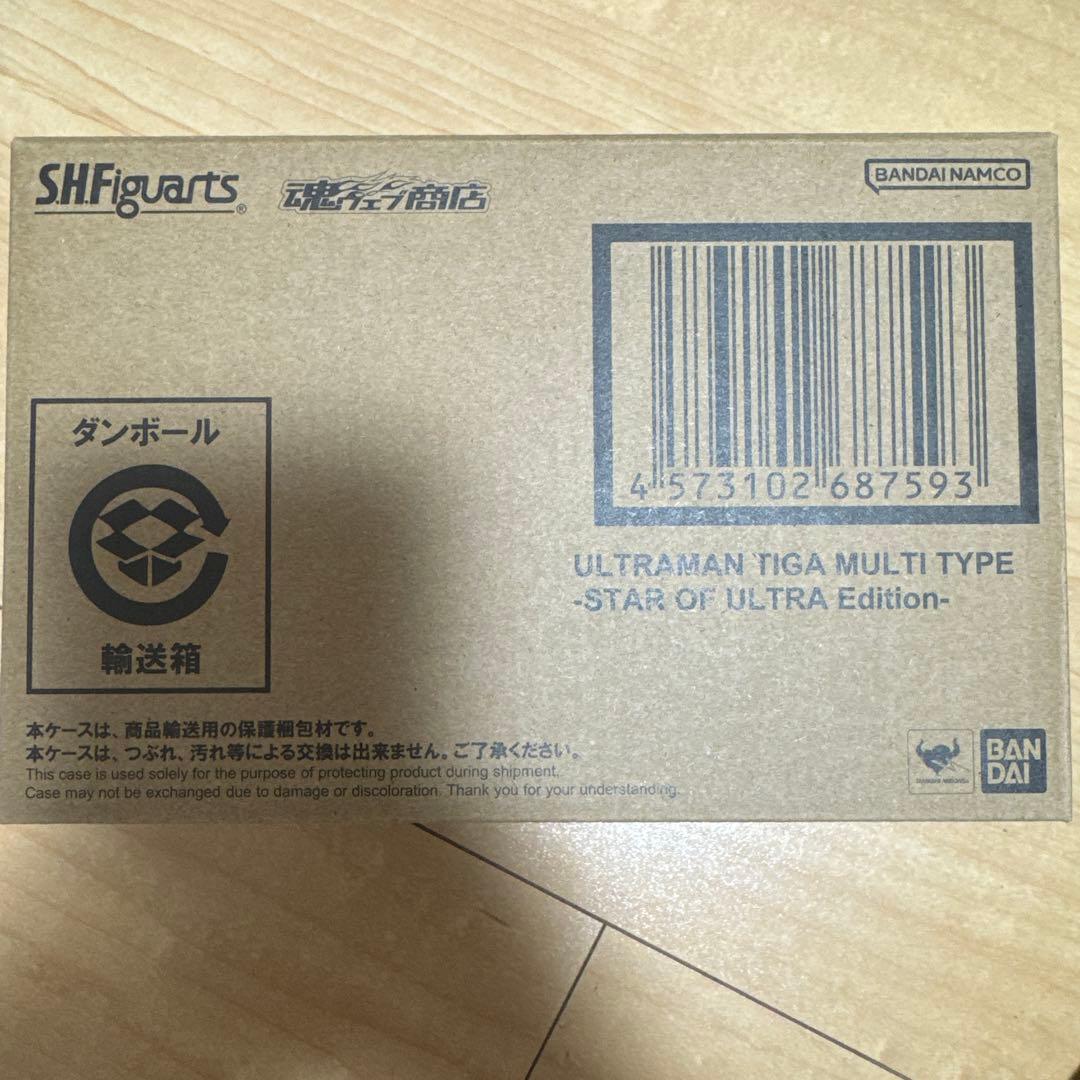 S.H.Figuarts®
魂ウェブ商店
BANDAI NAMCO
4 573102 687593
ULTRAMAN TIGA MULTI TYPE
-STAR OF ULTRA Edition-
ダンボール
輸送箱
本ケースは、商品輸送用の保護梱包材です。
本ケースは、つぶれ、汚れ等による交換は出来ません。ご了承ください。
This case is used solely for the purpose of protecting product during shipment.
Case may not be exchanged due to damage or discoloration. Thank you for your understanding.
BAN
DAI